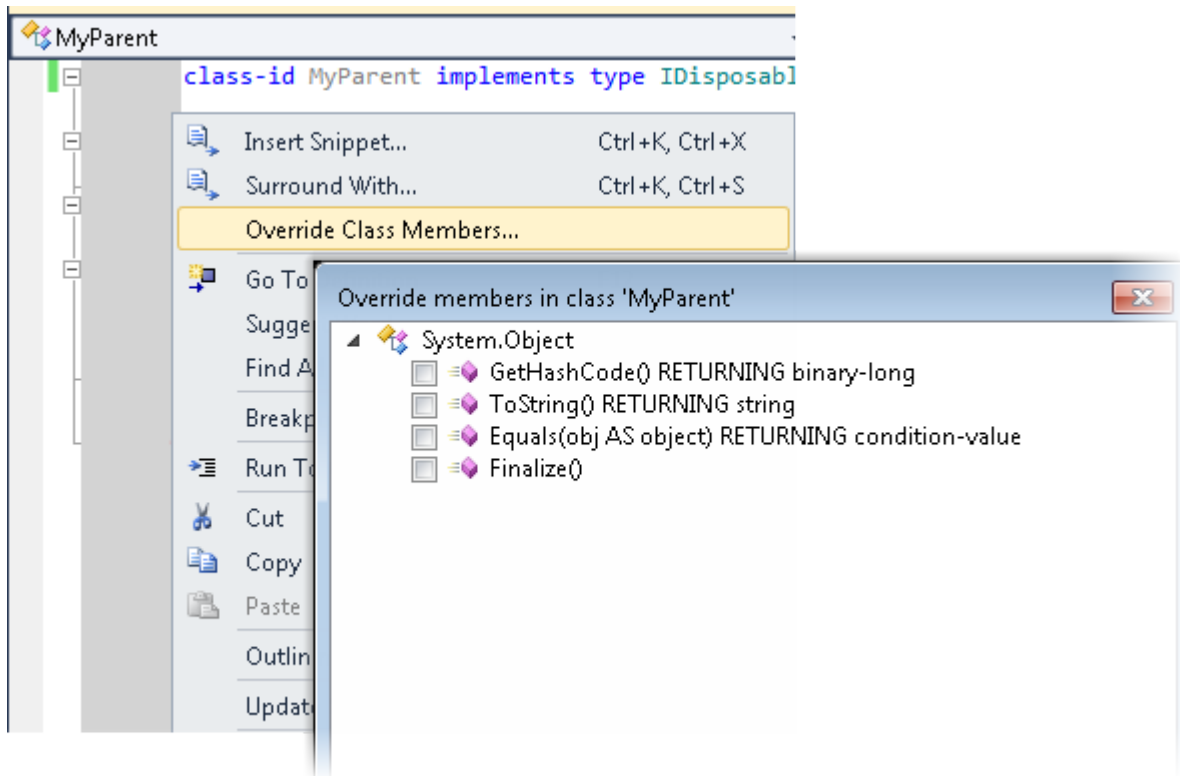 MyParent
class-id MyParent implements type IDisposabl
Insert Snippet... Ctrl+K, Ctrl+X
Surround With... Ctrl+K, Ctrl+S
Override Class Members...
Go To
Sugge
Find A
Breakp
Run To
Cut
Copy
Paste
Outlin
Updat
Override members in class 'MyParent'
System.Object
GetHashCode() RETURNING binary-long
ToString() RETURNING string
Equals(obj AS object) RETURNING condition-value
Finalize()